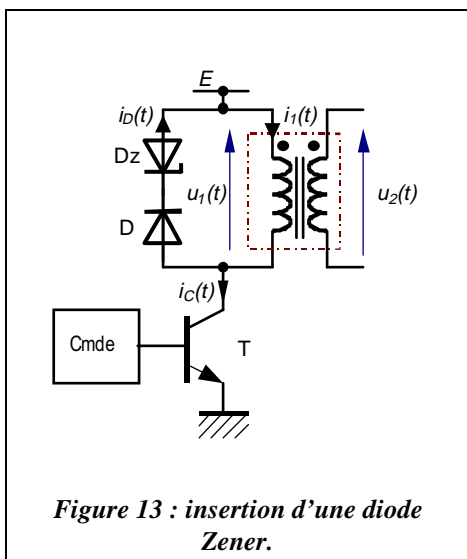 E
iD(t)
i1(t)
Dz
u1(t)
u2(t)
D
iC(t)
Cmde
T
Figure 13 : insertion d’une diode
Zener.